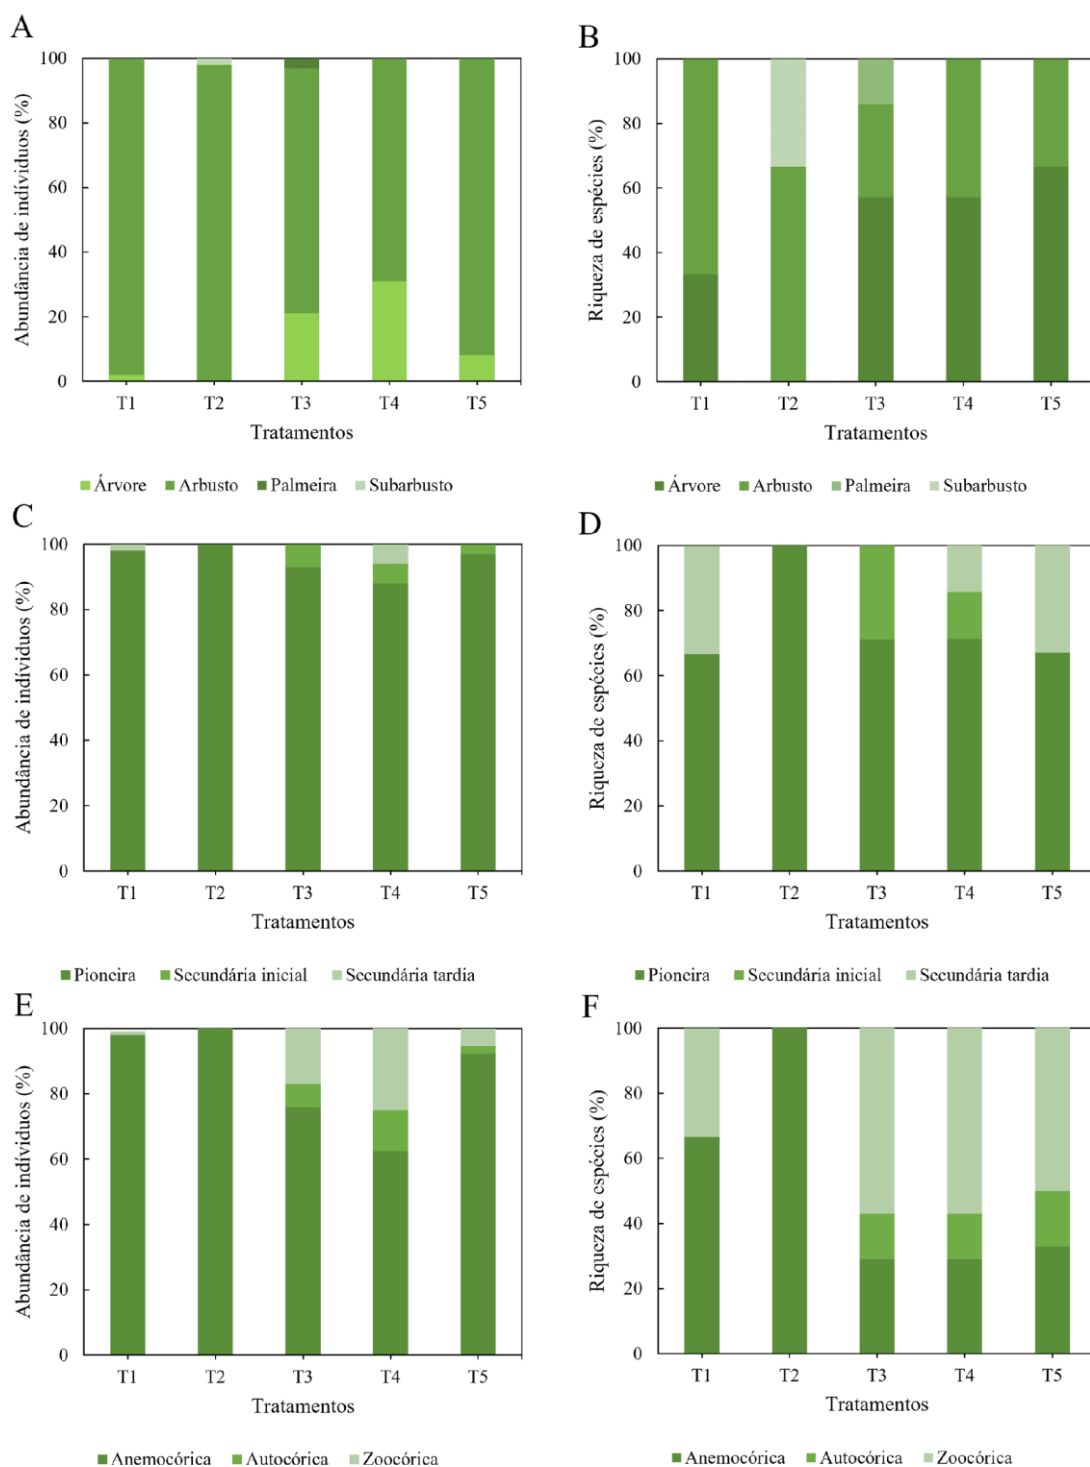 A
Abundância de indíviduos (%)
100
80
60
40
20
0
T1 T2 T3 T4 T5
Tratamentos
Árvore Arbusto Palmeira Subarbusto
B
Riqueza de espécies (%)
100
80
60
40
20
0
T1 T2 T3 T4 T5
Tratamentos
Árvore Arbusto Palmeira Subarbusto
C
Abundância de indíviduos (%)
100
80
60
40
20
0
T1 T2 T3 T4 T5
Tratamentos
Pioneira Secundária inicial Secundária tardia
D
Riqueza de espécies (%)
100
80
60
40
20
0
T1 T2 T3 T4 T5
Tratamentos
Pioneira Secundária inicial Secundária tardia
E
Abundância de indíviduos (%)
100
80
60
40
20
0
T1 T2 T3 T4 T5
Tratamentos
Anemocórica Autocórica Zoocórica
F
Riqueza de espécies (%)
100
80
60
40
20
0
T1 T2 T3 T4 T5
Tratamentos
Anemocórica Autocórica Zoocórica